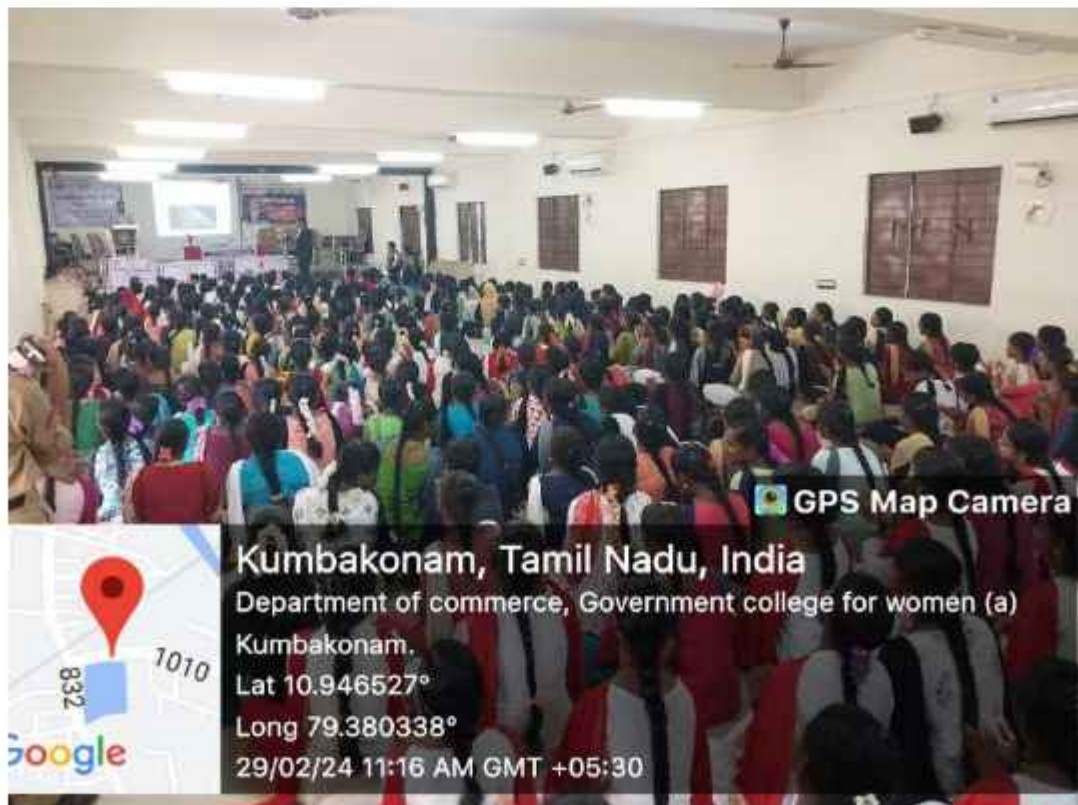 GPS Map Camera
Kumbakonam, Tamil Nadu, India
Department of commerce, Government college for women (a)
Kumbakonam.
Lat 10.946527°
Long 79.380338°
29/02/24 11:16 AM GMT +05:30
832
1010
Google